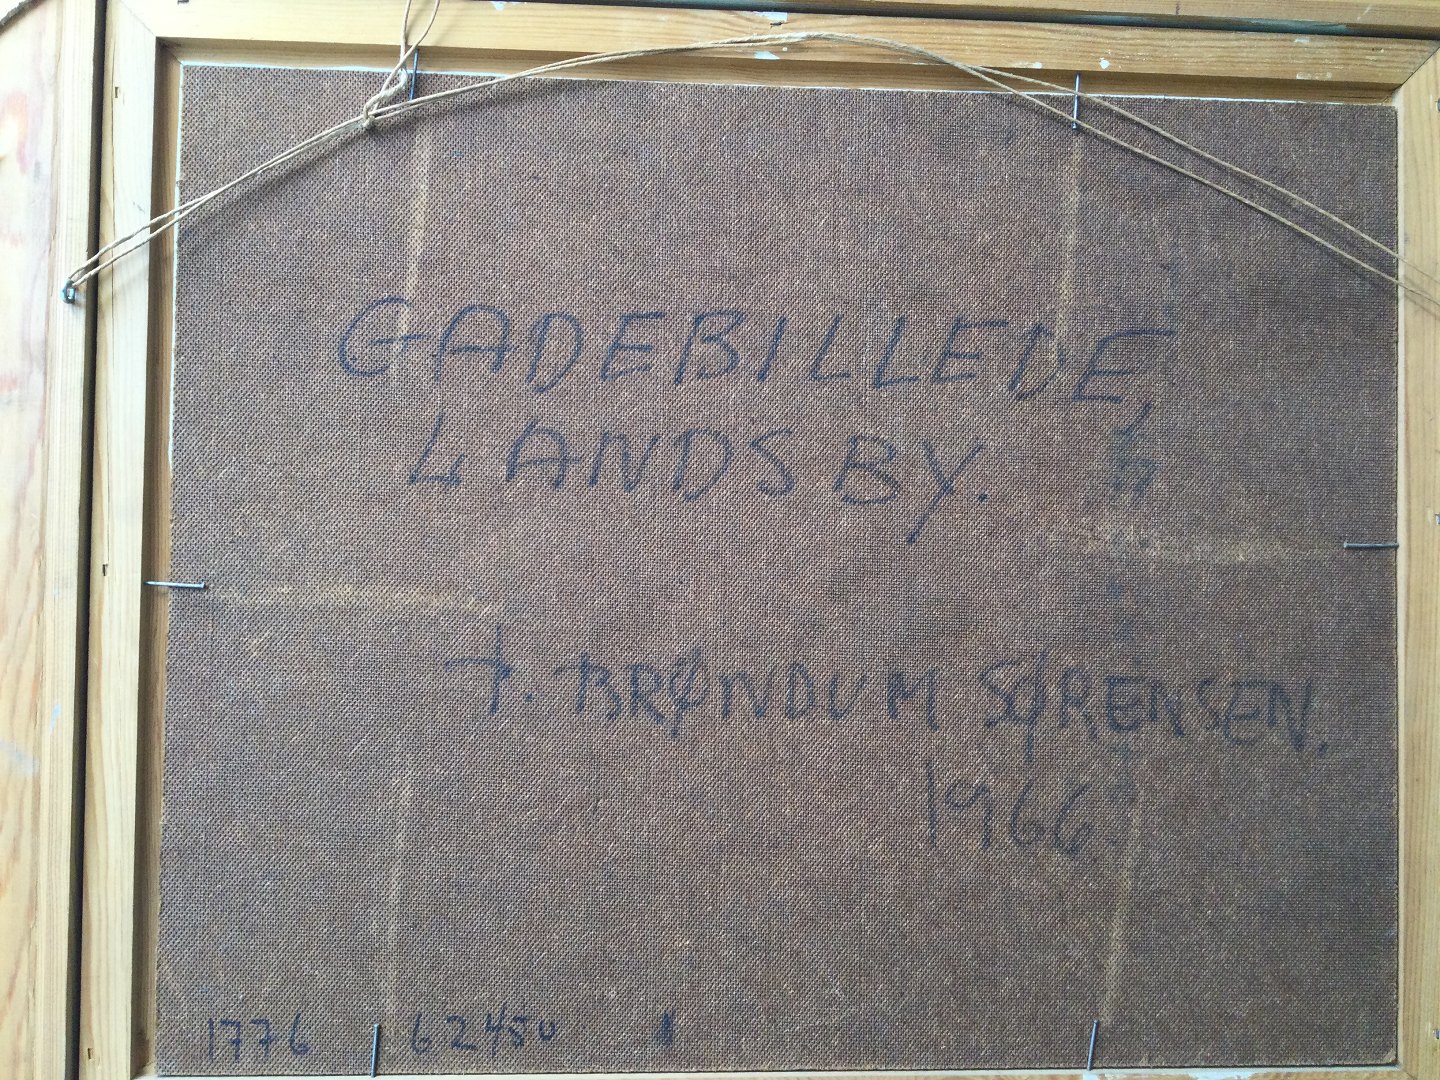 GADEBILLEDE,
LANDSBY.
BRØNDUM SØRENSEN.
1966.
1776 62450